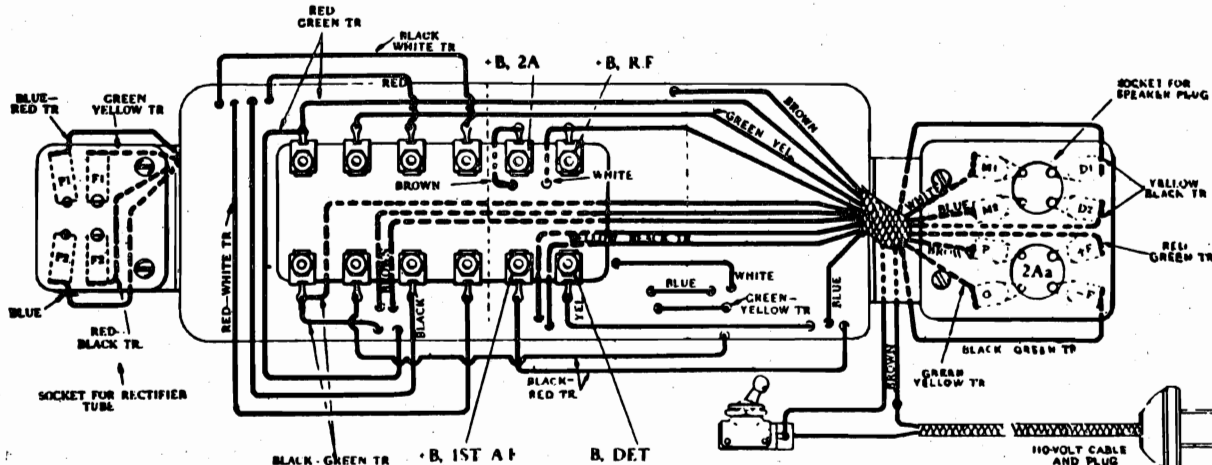 RED
GREEN TR
BLACK
WHITE TR
+B, 2A
+B, R.F
SOCKET FOR
SPEAKER PLUG
BLUE-
RED TR
GREEN
YELLOW TR
RED
BROWN
GREEN YEL
F1
F1
BROWN
WHITE
WHITE
M1
D1
YELLOW
BLACK TR
BLUE
M2
D2
F2
F2
RED-WHITE TR
BLACK TR
P
+F
RED
GREEN TR
WHITE
BLUE
BLUE
2Aa
G
F
BLACK
YEL
GREEN-
YELLOW TR
BLUE
RED-
BLACK TR.
BLACK GREEN TR
GREEN
YELLOW TR
BROWN
SOCKET FOR RECTIFIER
TUBE
BLACK-
RED TR.
BLACK-GREEN TR
+B, 1ST A F
B, DET
110-VOLT CABLE
AND PLUG